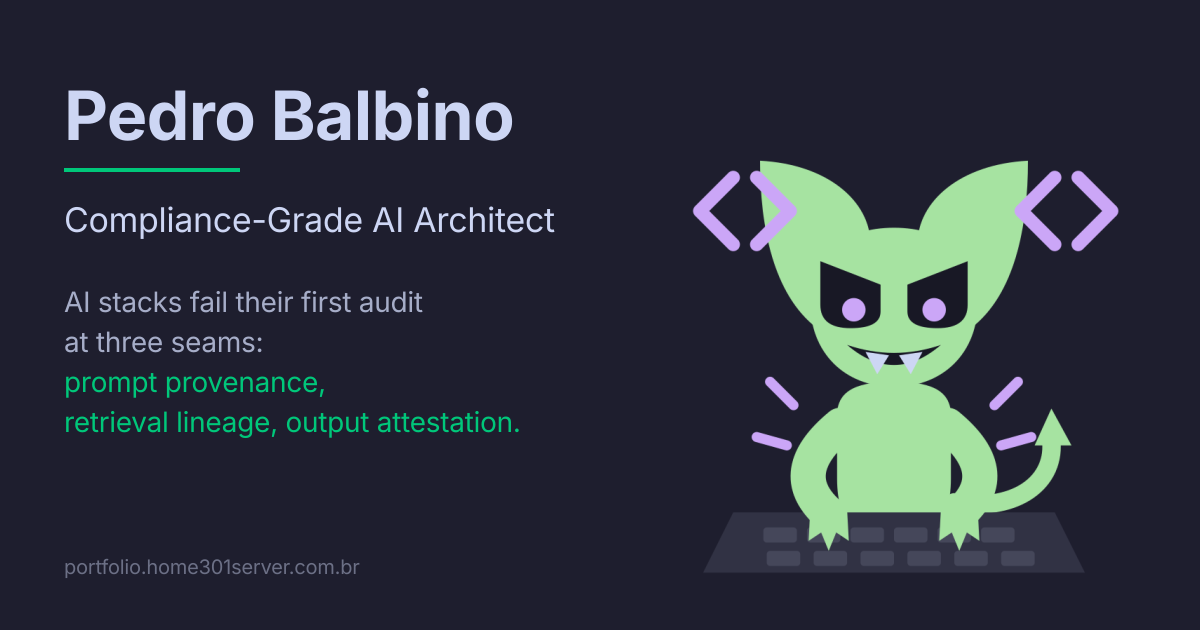 Pedro Balbino
Compliance-Grade AI Architect
AI stacks fail their first audit
at three seams:
prompt provenance,
retrieval lineage, output attestation.
portfolio.home301server.com.br